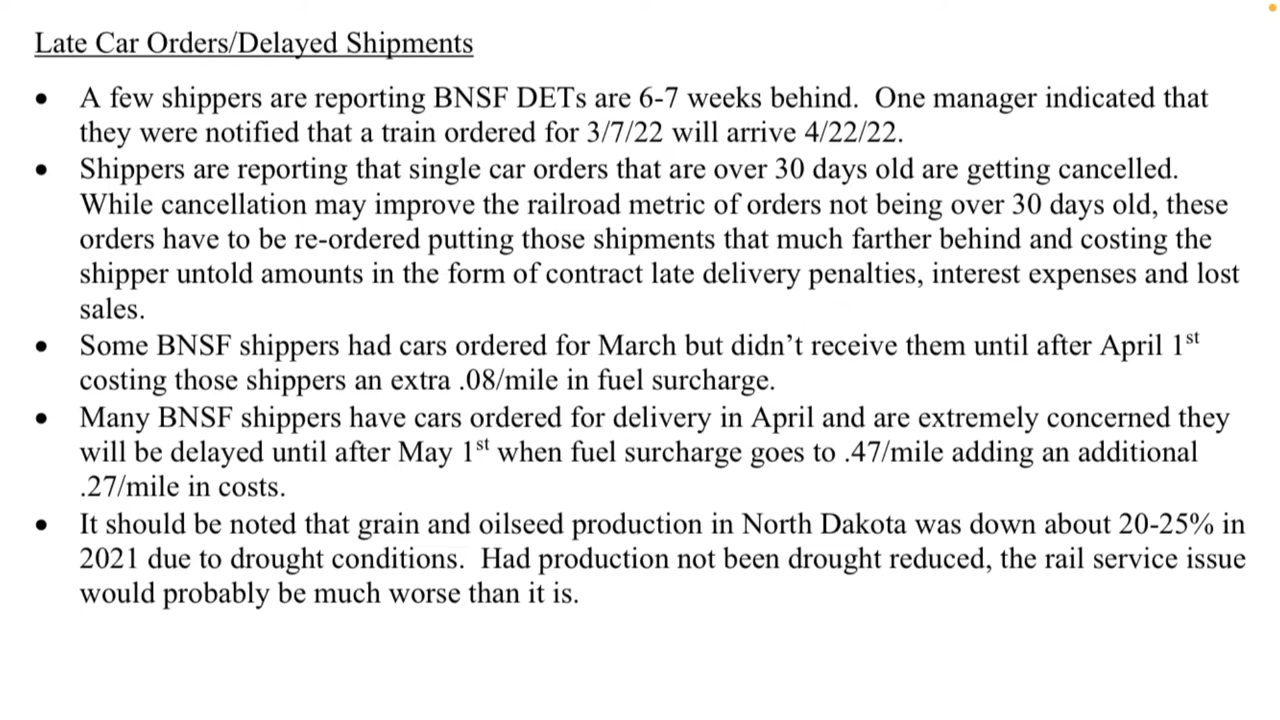 Late Car Orders/Delayed Shipments
• A few shippers are reporting BNSF DETs are 6-7 weeks behind.  One manager indicated that
they were notified that a train ordered for 3/7/22 will arrive 4/22/22.
• Shippers are reporting that single car orders that are over 30 days old are getting cancelled.
While cancellation may improve the railroad metric of orders not being over 30 days old, these
orders have to be re-ordered putting those shipments that much farther behind and costing the
shipper untold amounts in the form of contract late delivery penalties, interest expenses and lost
sales.
• Some BNSF shippers had cars ordered for March but didn’t receive them until after April 1st
costing those shippers an extra .08/mile in fuel surcharge.
• Many BNSF shippers have cars ordered for delivery in April and are extremely concerned they
will be delayed until after May 1st when fuel surcharge goes to .47/mile adding an additional
.27/mile in costs.
• It should be noted that grain and oilseed production in North Dakota was down about 20-25% in
2021 due to drought conditions.  Had production not been drought reduced, the rail service issue
would probably be much worse than it is.